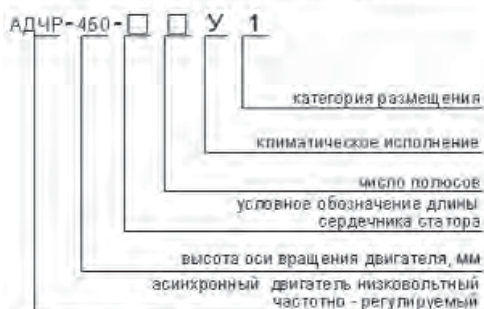 АДЧР-450-□ □ У 1
категория размещения
климатическое исполнение
число полюсов
условное обозначение длины
сердечника статора
высота оси вращения двигателя, мм
асинхронный двигатель низковольтный
частотно - регулируемый